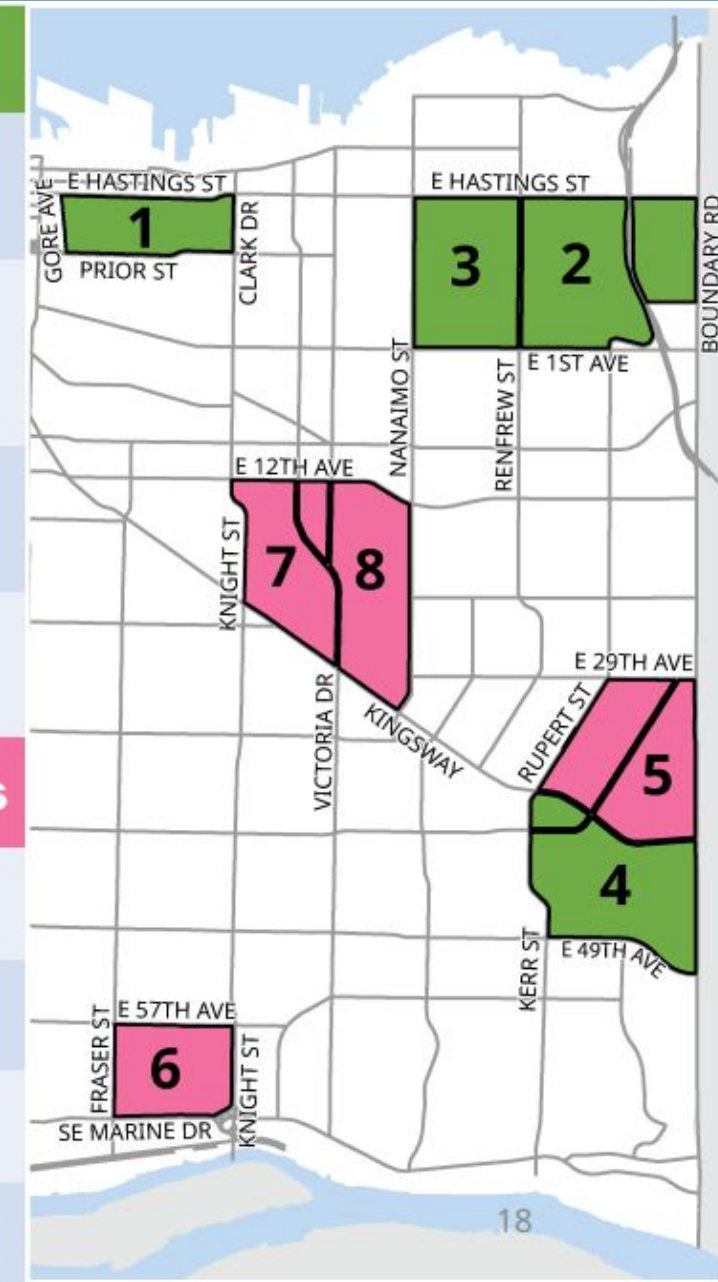 E HASTINGS ST
E HASTINGS ST
GORE AVE
1
CLARK DR
PRIOR ST
3
2
BOUNDARY RD
NANAIMO ST
RENFREW ST
E 1ST AVE
E 12TH AVE
KNIGHT ST
7
8
VICTORIA DR
KINGSWAY
E 29TH AVE
RUPERT ST
5
S
4
KERR ST
E 49TH AVE
E 57TH AVE
FRASER ST
6
KNIGHT ST
SE MARINE DR
18